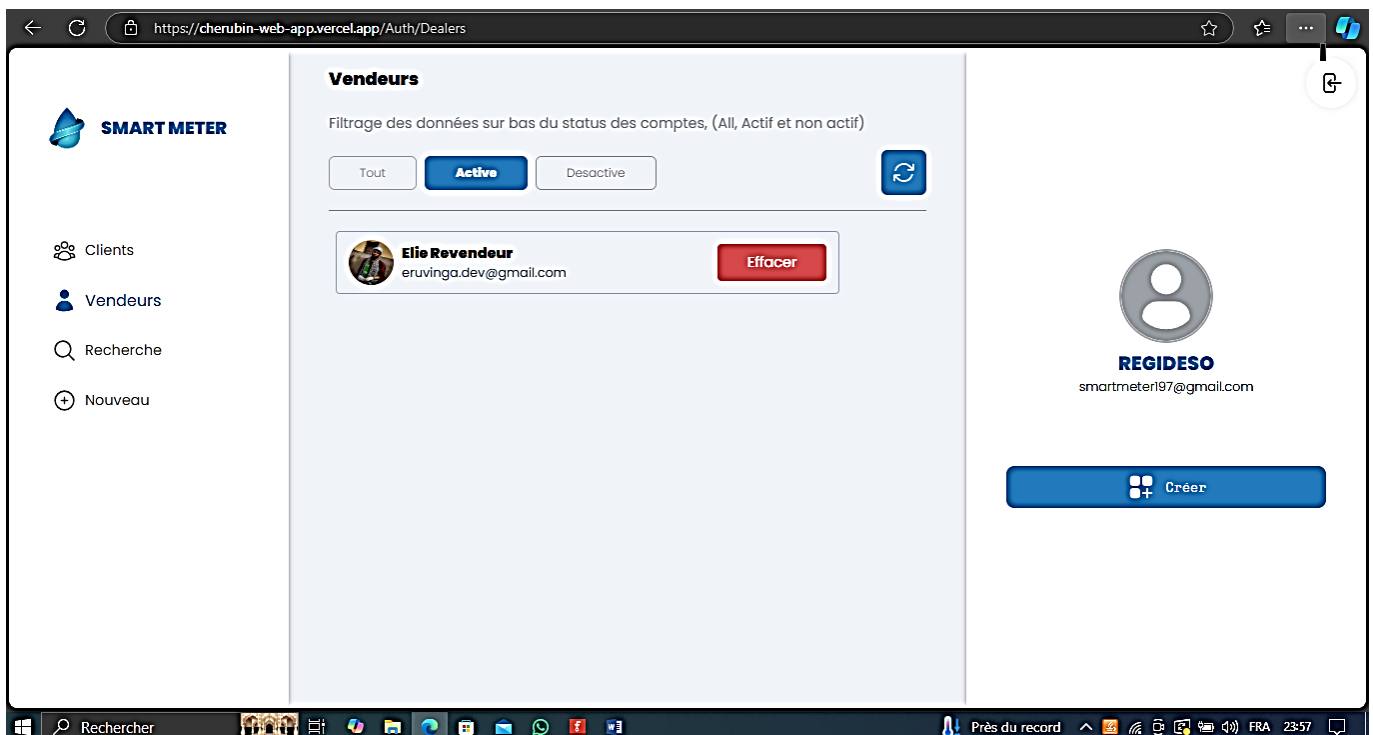 https://cherubin-web-app.vercel.app/Auth/Dealers
SMART METER
Clients
Vendeurs
Recherche
Nouveau
Vendeurs
Filtrage des données sur bas du status des comptes, (All, Actif et non actif)
Tout Active Desactive
Elie Revendeur
eruvinga.dev@gmail.com
Effacer
REGIDESO
smartmeter197@gmail.com
Créer
Rechercher
Près du record
FRA 23:57